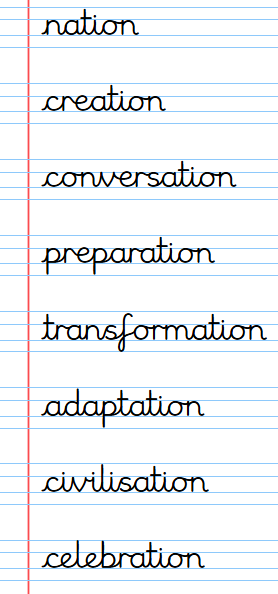 nation
creation
conversation
preparation
transformation
adaptation
civilisation
celebration